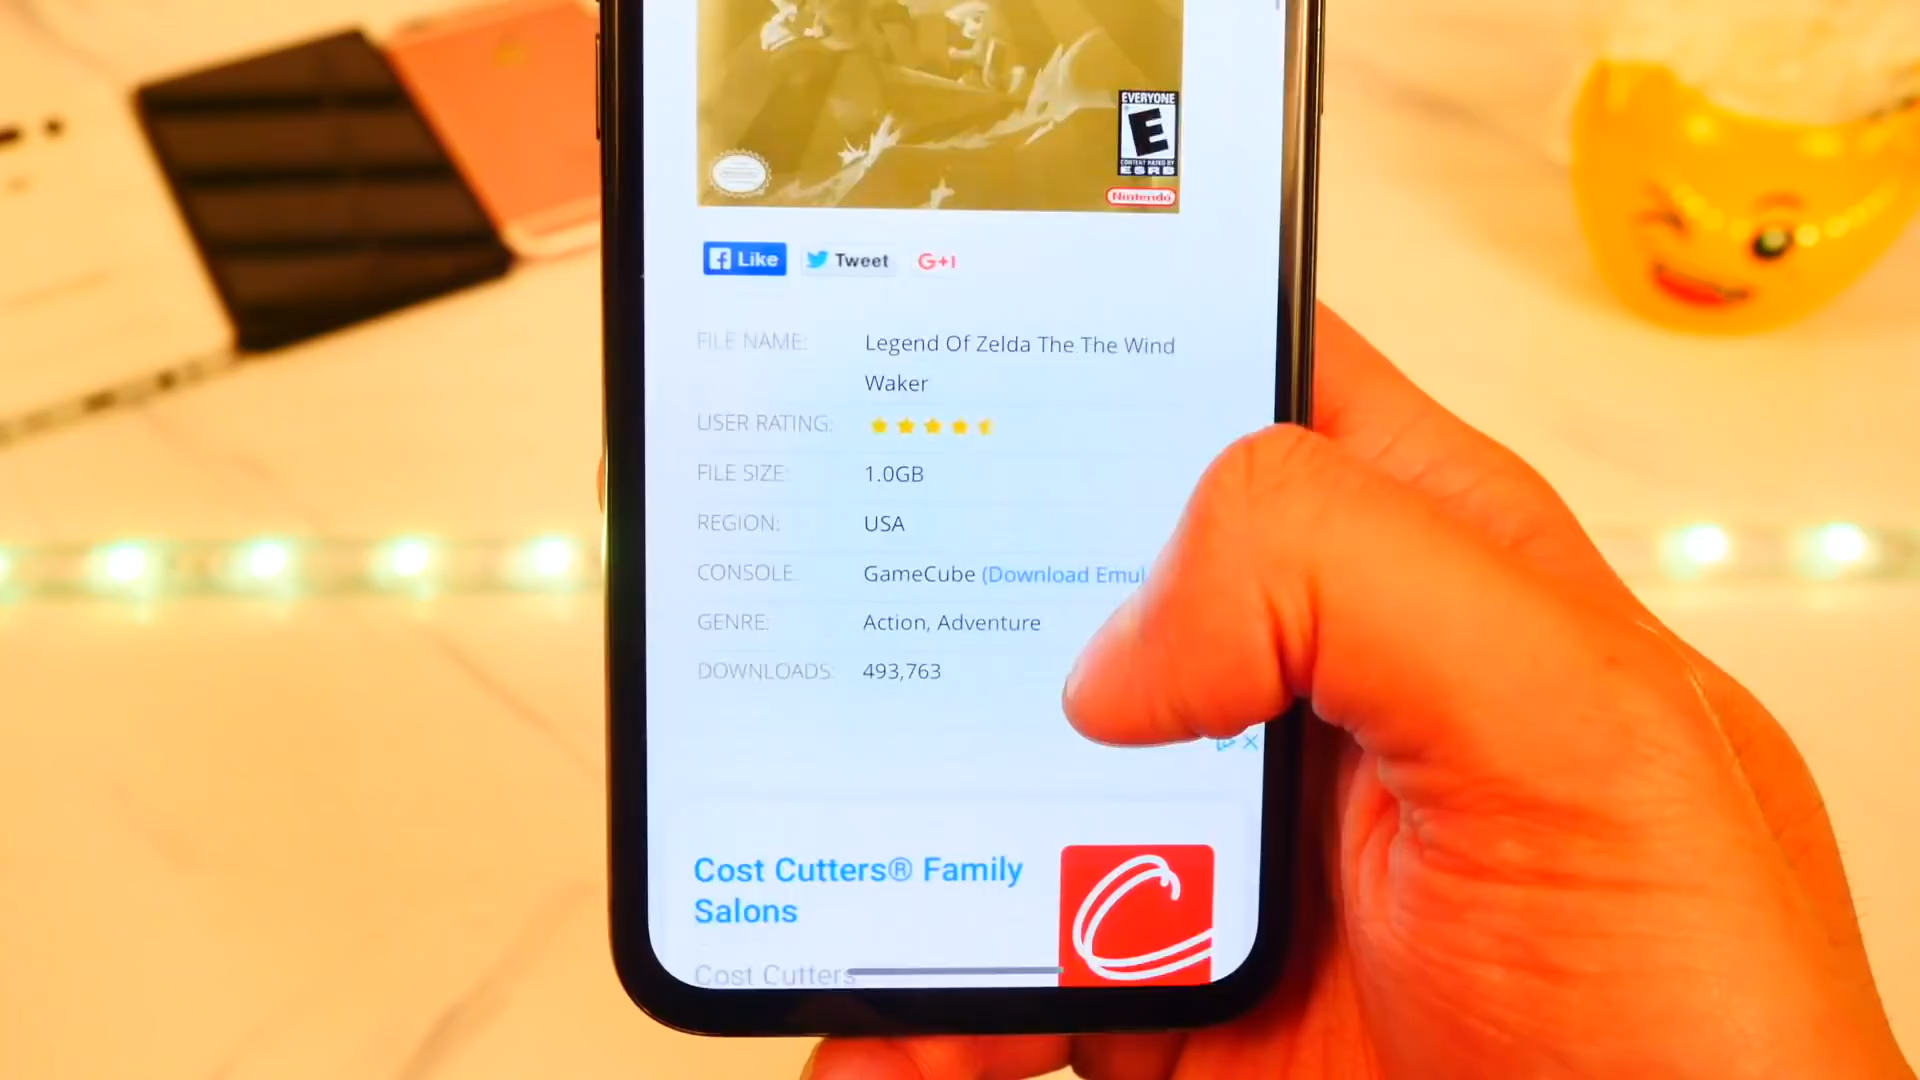 EVERYONE
E
CONTENT RATED BY
ESRB
Nintendo
Like
Tweet
G+1
FILE NAME: Legend Of Zelda The The Wind
Waker
USER RATING:
FILE SIZE: 1.0GB
REGION: USA
CONSOLE: GameCube (Download Emul
GENRE: Action, Adventure
DOWNLOADS: 493,763
Cost Cutters® Family
Salons
Cost Cutters